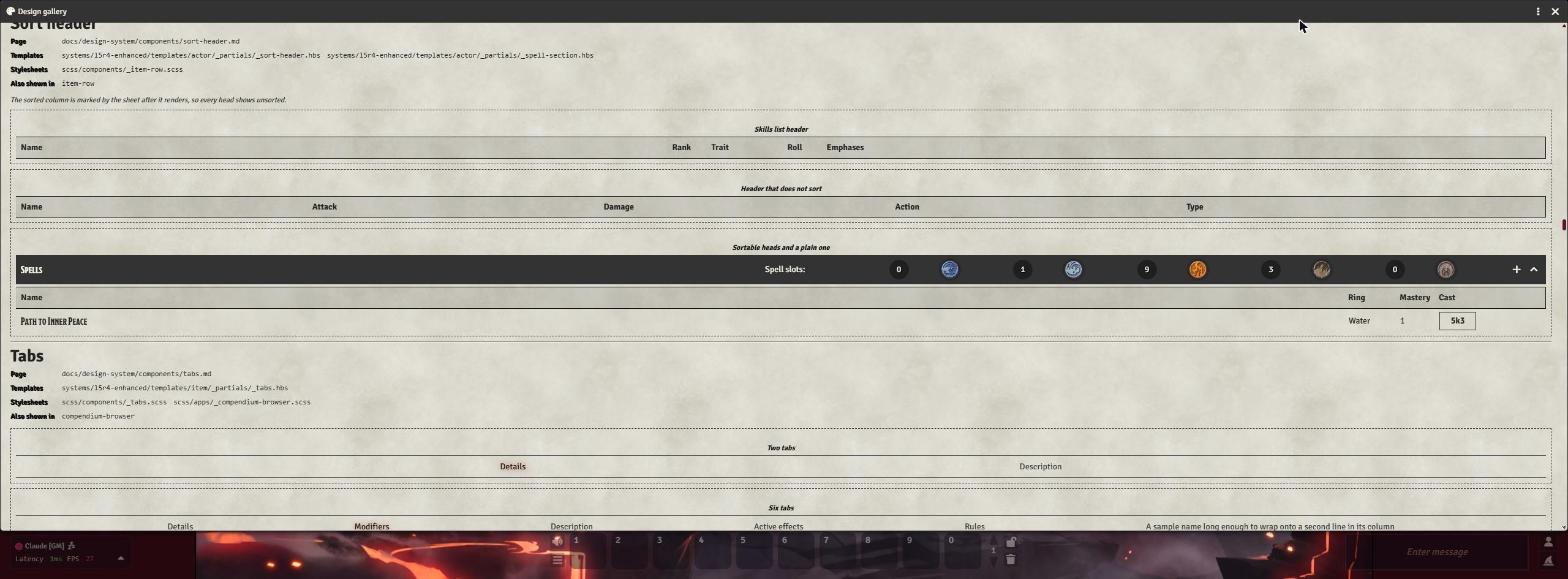 Design gallery
Sort header
Page docs/design-system/components/sort-header.md
Templates systems/l5r4-enhanced/templates/actor/_partials/_sort-header.hbs systems/l5r4-enhanced/templates/actor/_partials/_spell-section.hbs
Stylesheets scss/components/_item-row.scss
Also shown in item-row
The sorted column is marked by the sheet after it renders, so every head shows unsorted.
Skills list header
Name Rank Trait Roll Emphases
Header that does not sort
Name Attack Damage Action Type
Sortable heads and a plain one
Spells Spell slots: 0 1 9 3 0
Name Ring Mastery Cast
Path to Inner Peace Water 1 5k3
Tabs
Page docs/design-system/components/tabs.md
Templates systems/l5r4-enhanced/templates/item/_partials/_tabs.hbs
Stylesheets scss/components/_tabs.scss scss/apps/_compendium-browser.scss
Also shown in compendium-browser
Two tabs
Details Description
Six tabs
Details Modifiers Description Active effects Rules A sample name long enough to wrap onto a second line in its column
Claude [GM]
Latency 3ms FPS 27
1 2 3 4 5 6 7 8 9 0
1
Enter message